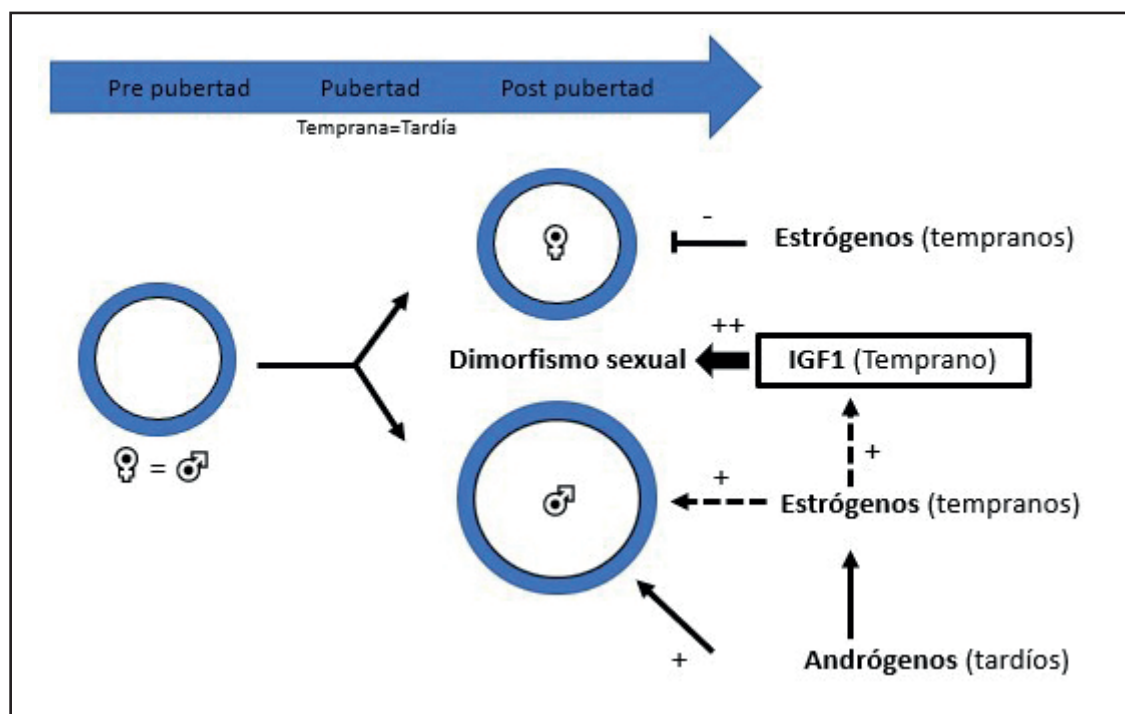 Pre pubertad Pubertad Post pubertad
Temprana=Tardía
-
Estrógenos (tempranos)
++
Dimorfismo sexual
IGF1 (Temprano)
♀ = ♂
+
+
Estrógenos (tempranos)
+
Andrógenos (tardíos)